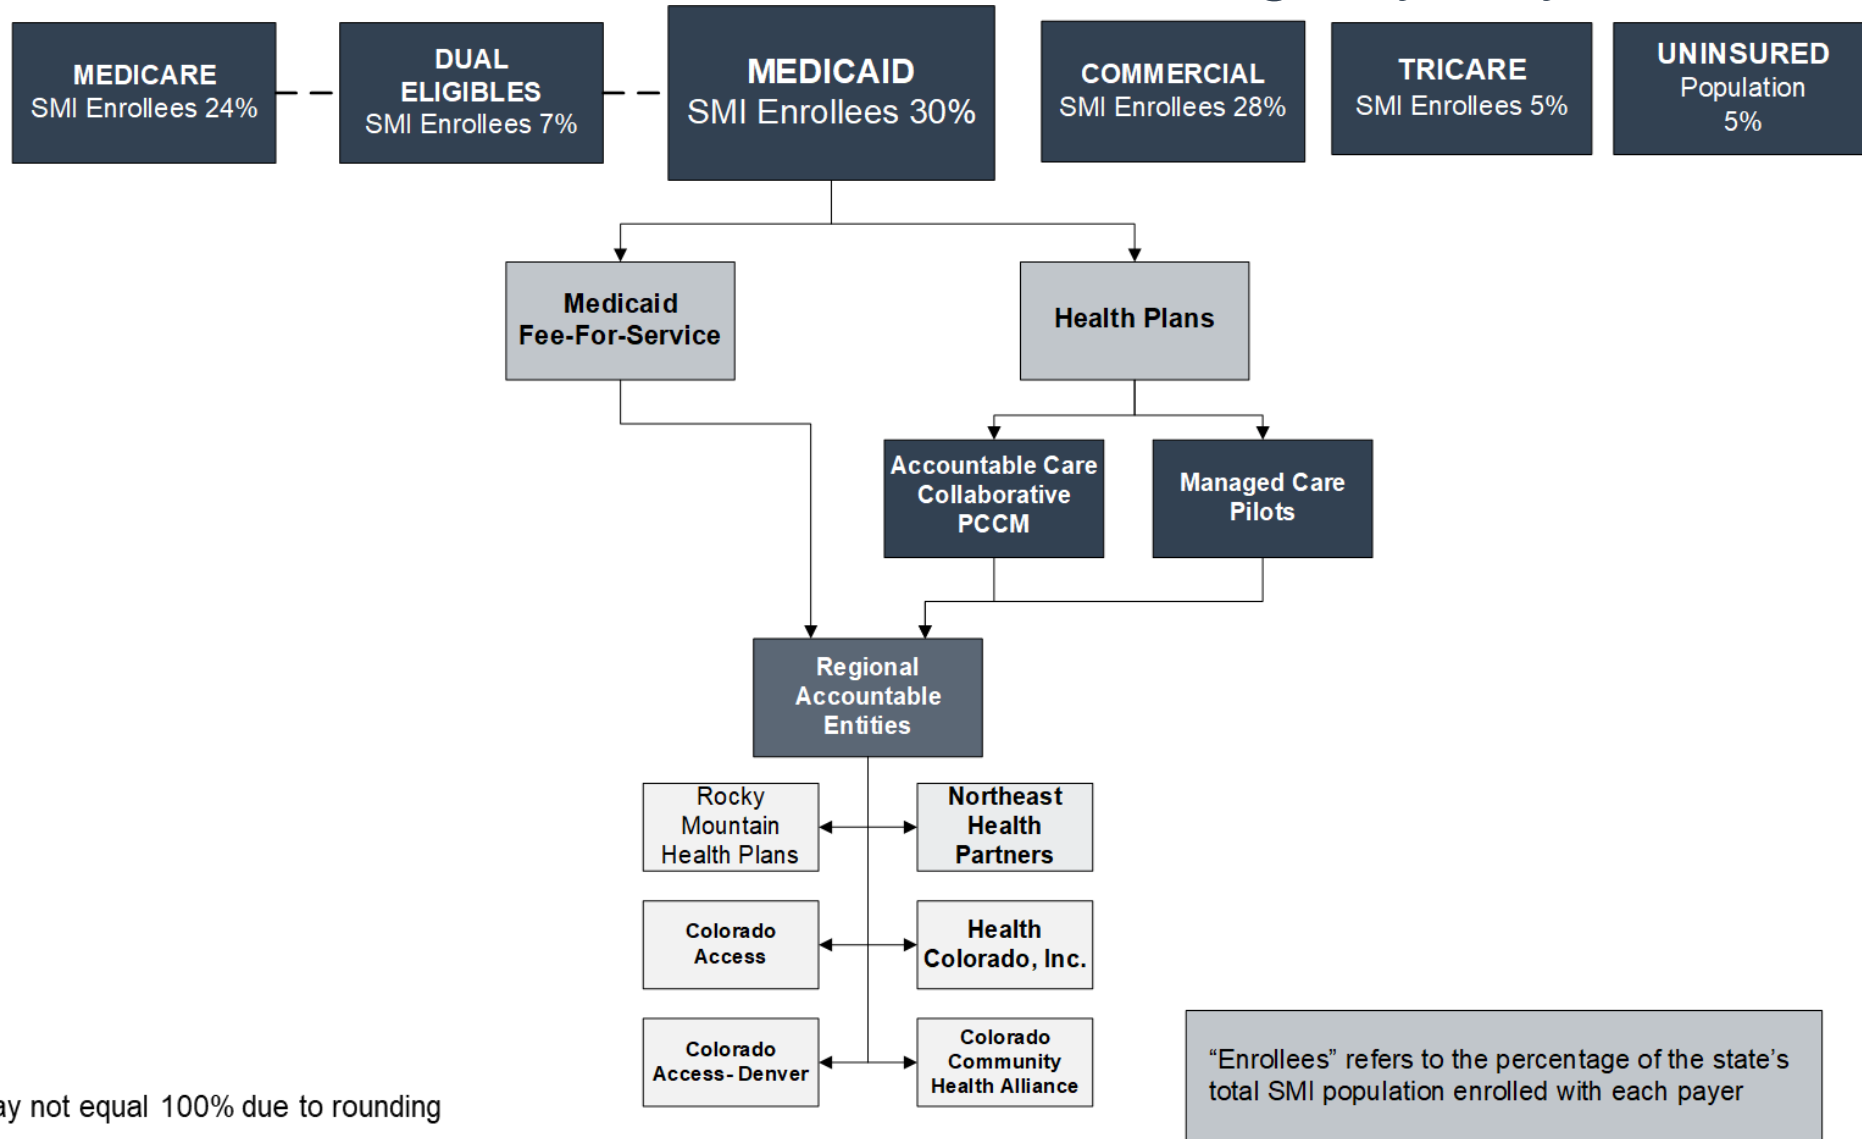 MEDICARE
SMI Enrollees 24%
DUAL
ELIGIBLES
SMI Enrollees 7%
MEDICAID
SMI Enrollees 30%
COMMERCIAL
SMI Enrollees 28%
TRICARE
SMI Enrollees 5%
UNINSURED
Population
5%
Medicaid
Fee-For-Service
Health Plans
Accountable Care
Collaborative
PCCM
Managed Care
Pilots
Regional
Accountable
Entities
Rocky
Mountain
Health Plans
Northeast
Health
Partners
Colorado
Access
Health
Colorado, Inc.
Colorado
Access- Denver
Colorado
Community
Health Alliance
“Enrollees” refers to the percentage of the state’s
total SMI population enrolled with each payer
not equal 100% due to rounding